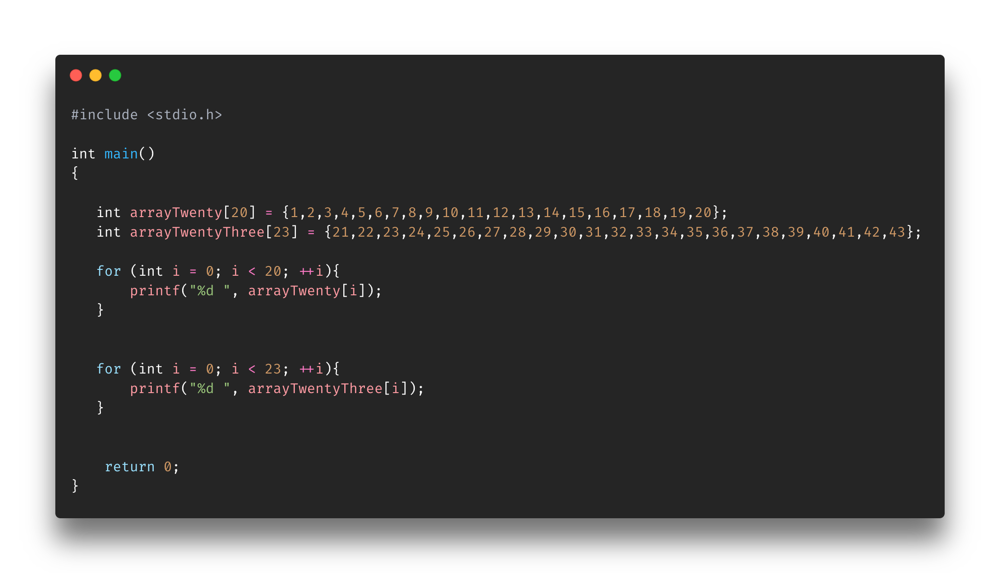 #include <stdio.h>
int main()
{
int arrayTwenty[20] = {1,2,3,4,5,6,7,8,9,10,11,12,13,14,15,16,17,18,19,20};
int arrayTwentyThree[23] = {21,22,23,24,25,26,27,28,29,30,31,32,33,34,35,36,37,38,39,40,41,42,43};
for (int i = 0; i < 20; ++i){
printf("%d ", arrayTwenty[i]);
}
for (int i = 0; i < 23; ++i){
printf("%d ", arrayTwentyThree[i]);
}
return 0;
}